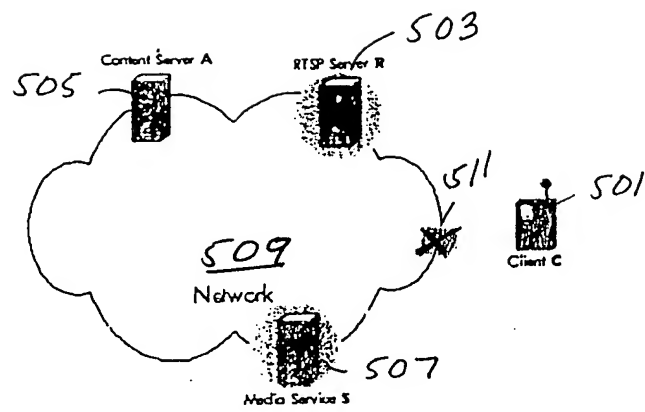 503
Content Server A
RTSP Server R
505
511
501
Client C
509
Network
507
Media Service S